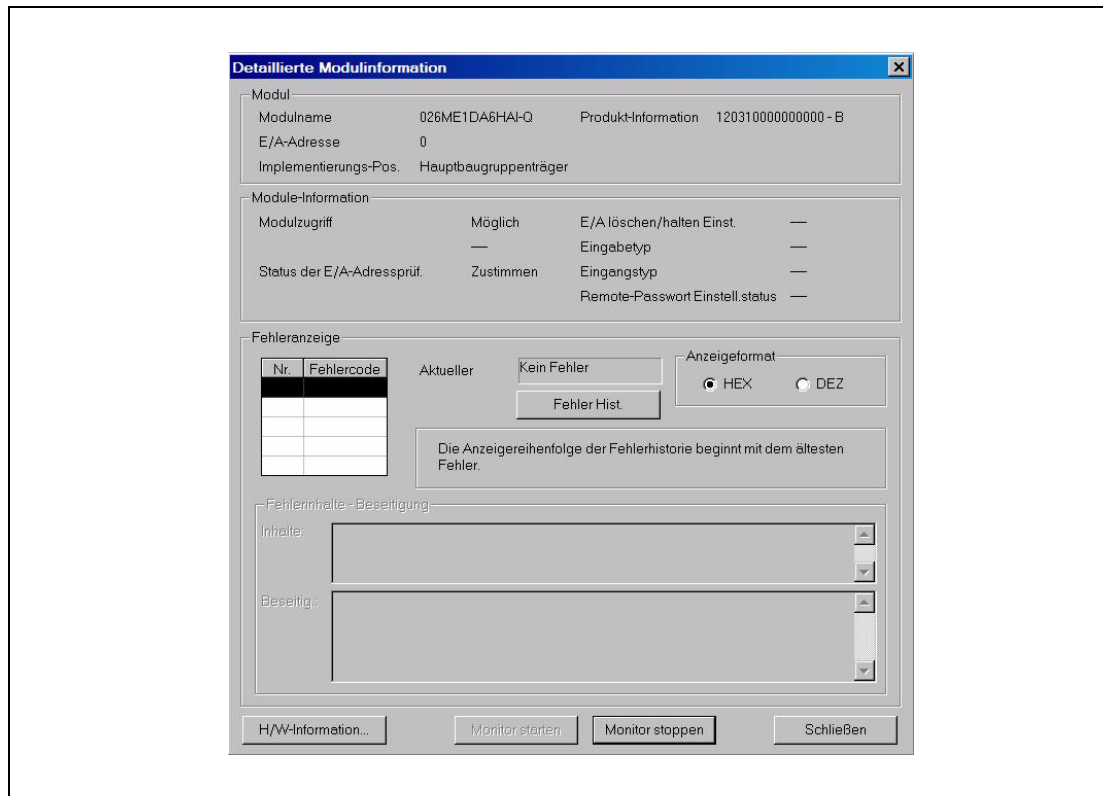 Detaillierte Modulinformation
Modul
Modulname 026ME1DA6HAI-Q Produkt-Information 120310000000000 - B
E/A-Adresse 0
Implementierungs-Pos. Hauptbaugruppenträger
Module-Information
Modulzugriff Möglich E/A löschen/halten Einst. —
— Eingabetyp —
Status der E/A-Adressprüf. Zustimmen Eingangstyp —
Remote-Passwort Einstell.status —
Fehleranzeige
Nr. Fehlercode
Aktueller Kein Fehler
Fehler Hist.
Anzeigeformat
HEX DEZ
Die Anzeigereihenfolge der Fehlerhistorie beginnt mit dem ältesten
Fehler.
Fehlerinhalte - Beseitigung
Inhalte:
Beseitig.:
H/W-Information... Monitor starten Monitor stoppen Schließen